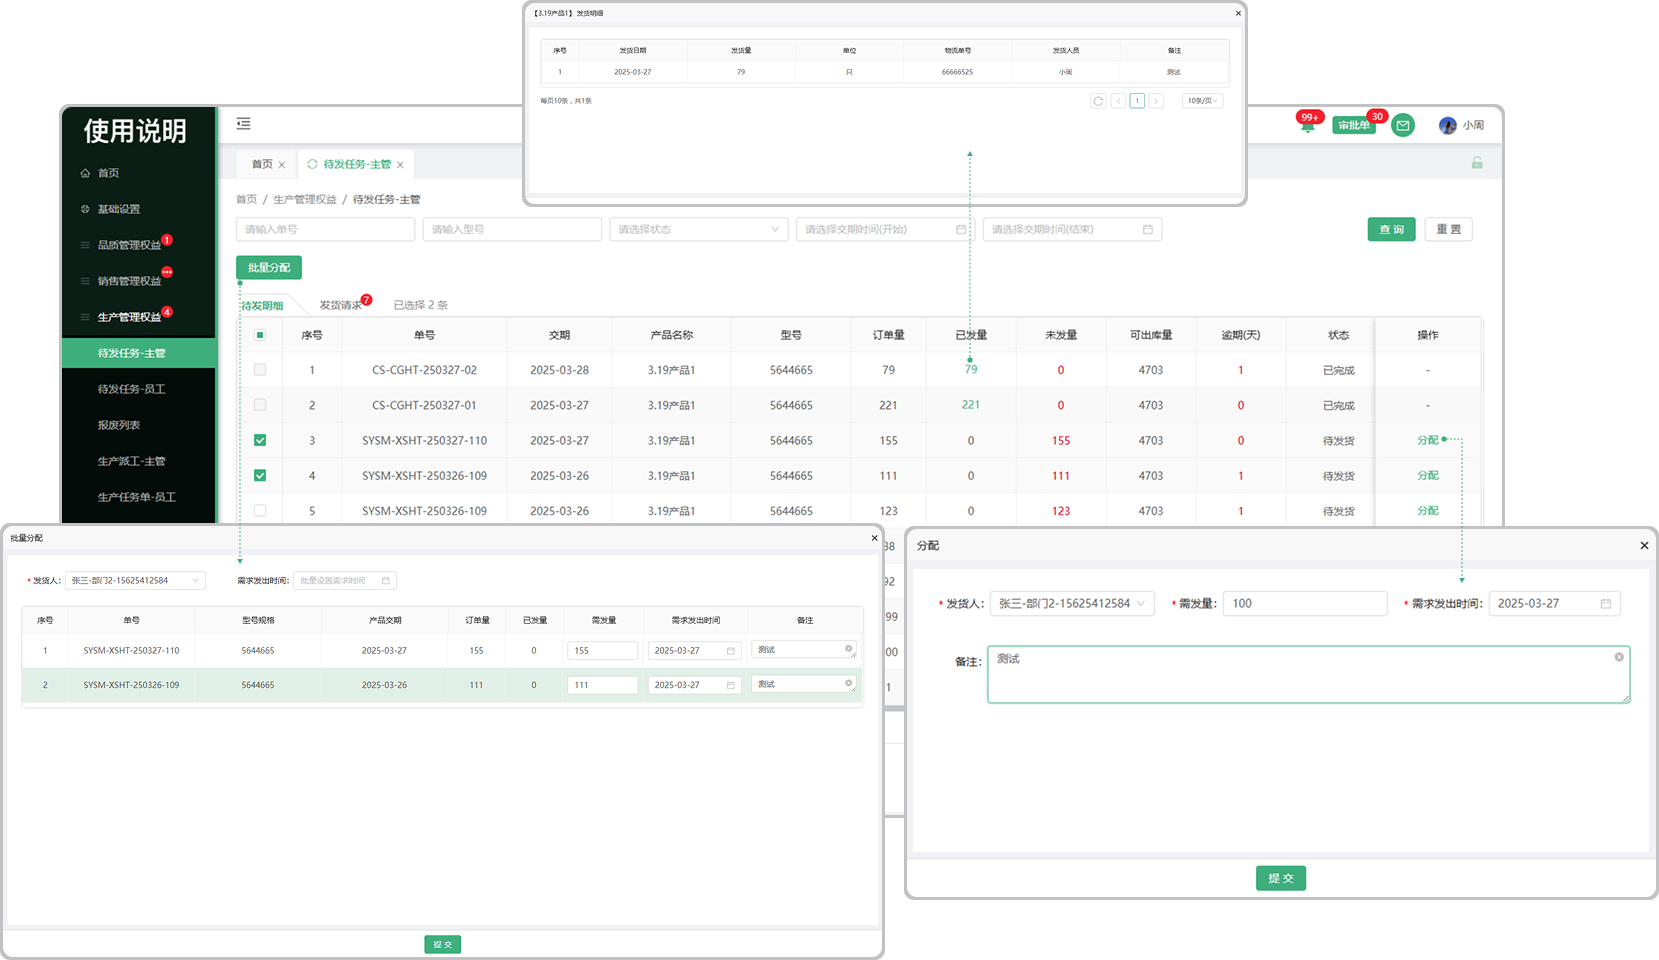 【3.19产品1】 发货明细
序号 发货日期 发货量 单位 物流单号 发货人员 备注
1 2025-03-27 79 只 66666525 小周 测试
每页10条，共1条
1 10条/页
使用说明
99+ 审批单 30 小周
首页
基础设置
品质管理权益 1
销售管理权益
生产管理权益 4
待发任务-主管
待发任务-员工
报废列表
生产派工-主管
生产任务单-员工
首页 待发任务-主管
首页 / 生产管理权益 / 待发任务-主管
请输入单号 请输入型号 请选择状态 请选择交期时间(开始) 请选择交期时间(结束) 查询 重置
批量分配
待发明细 发货请求 7 已选择 2 条
序号 单号 交期 产品名称 型号 订单量 已发量 未发量 可出库量 逾期(天) 状态 操作
1 CS-CGHT-250327-02 2025-03-28 3.19产品1 5644665 79 79 0 4703 1 已完成 -
2 CS-CGHT-250327-01 2025-03-27 3.19产品1 5644665 221 221 0 4703 0 已完成 -
3 SYSM-XSHT-250327-110 2025-03-27 3.19产品1 5644665 155 0 155 4703 0 待发货 分配
4 SYSM-XSHT-250326-109 2025-03-26 3.19产品1 5644665 111 0 111 4703 1 待发货 分配
5 SYSM-XSHT-250326-109 2025-03-26 3.19产品1 5644665 123 0 123 4703 1 待发货 分配
38
92
99
00
1
批量分配
* 发货人： 张三-部门2-15625412584 需求发出时间： 批量设置需求时间
序号 单号 型号规格 产品交期 订单量 已发量 需发量 需求发出时间 备注
1 SYSM-XSHT-250327-110 5644665 2025-03-27 155 0 155 2025-03-27 测试
2 SYSM-XSHT-250326-109 5644665 2025-03-26 111 0 111 2025-03-27 测试
提交
分配
* 发货人： 张三-部门2-15625412584 * 需发量： 100 * 需求发出时间： 2025-03-27
备注： 测试
提交